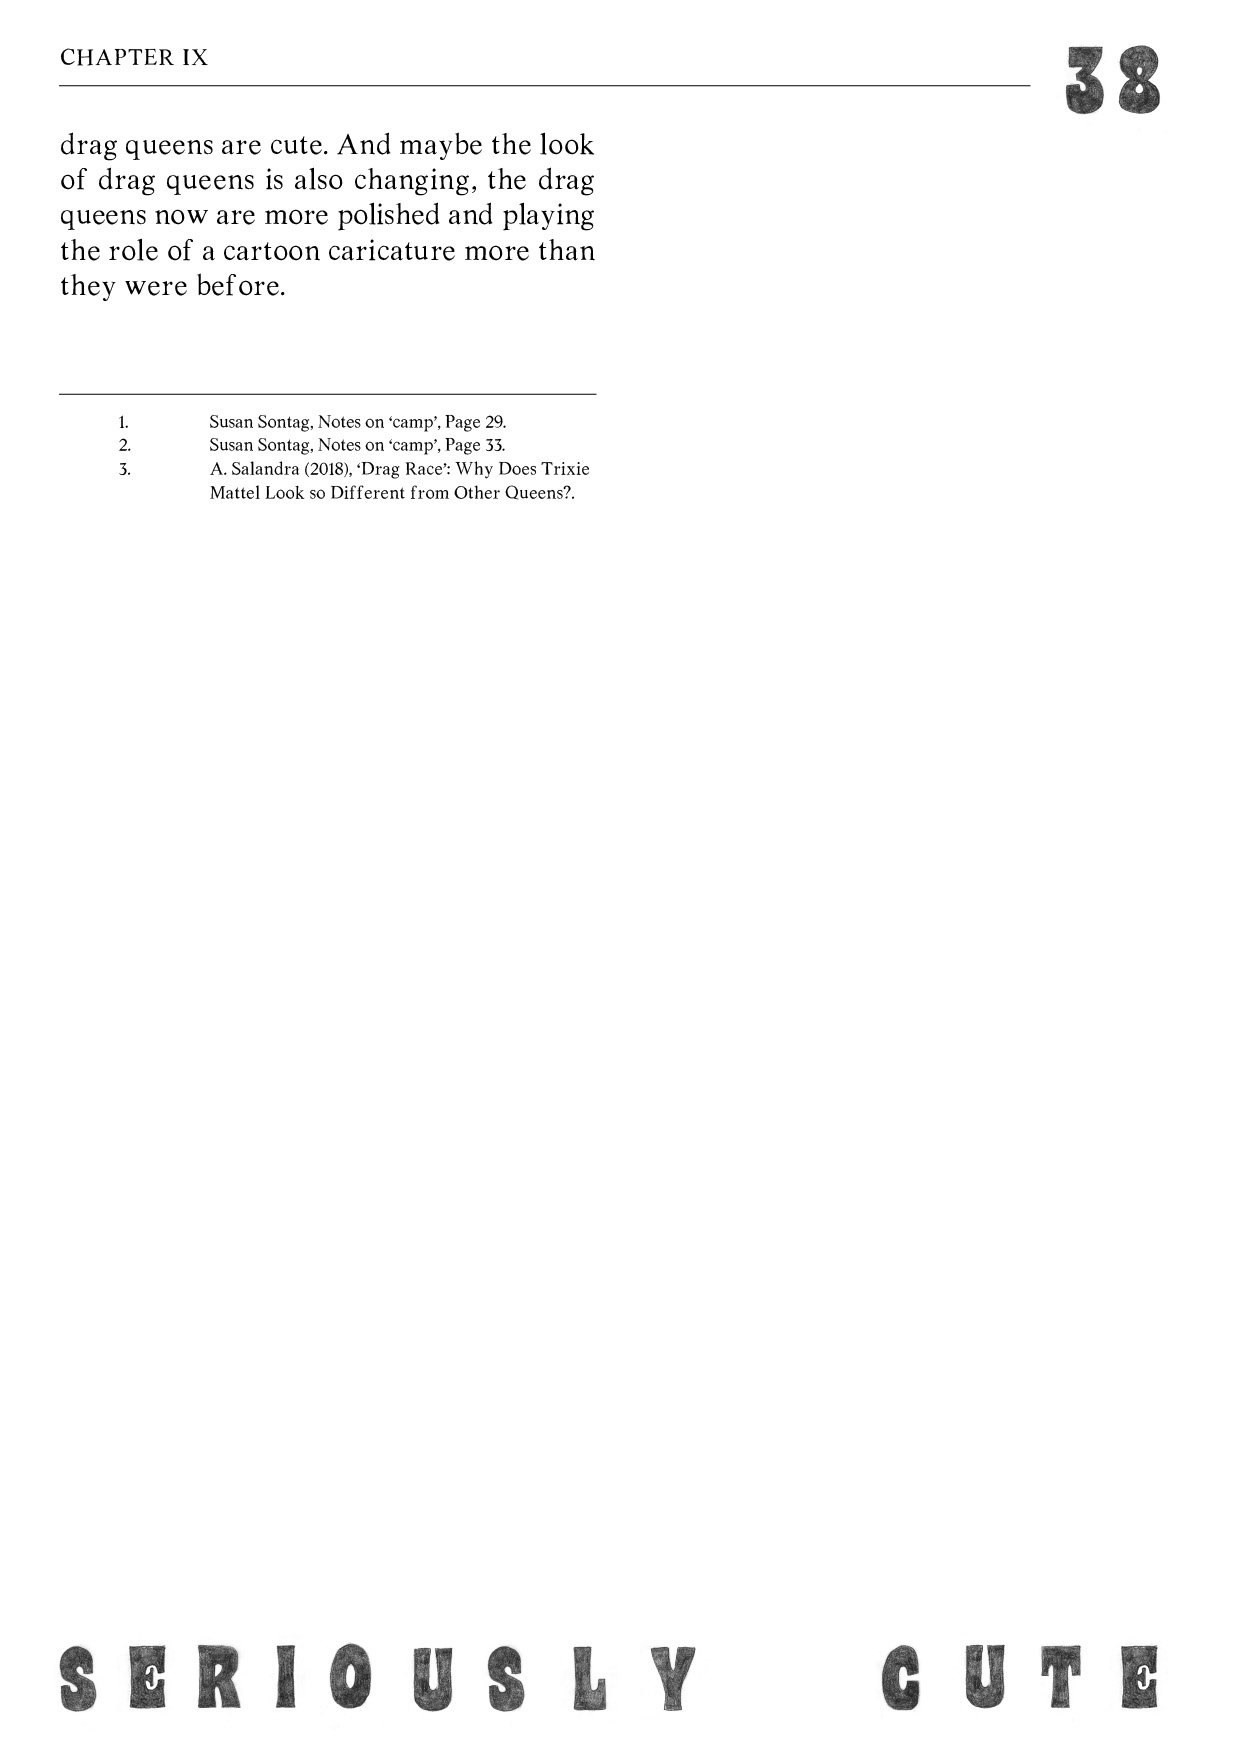 CHAPTER IX
38
drag queens are cute. And maybe the look
of drag queens is also changing, the drag
queens now are more polished and playing
the role of a cartoon caricature more than
they were before.
1. Susan Sontag, Notes on ‘camp’, Page 29.
2. Susan Sontag, Notes on ‘camp’, Page 33.
3. A. Salandra (2018), ‘Drag Race’: Why Does Trixie
Mattel Look so Different from Other Queens?.
SERIOUSLY CUTE